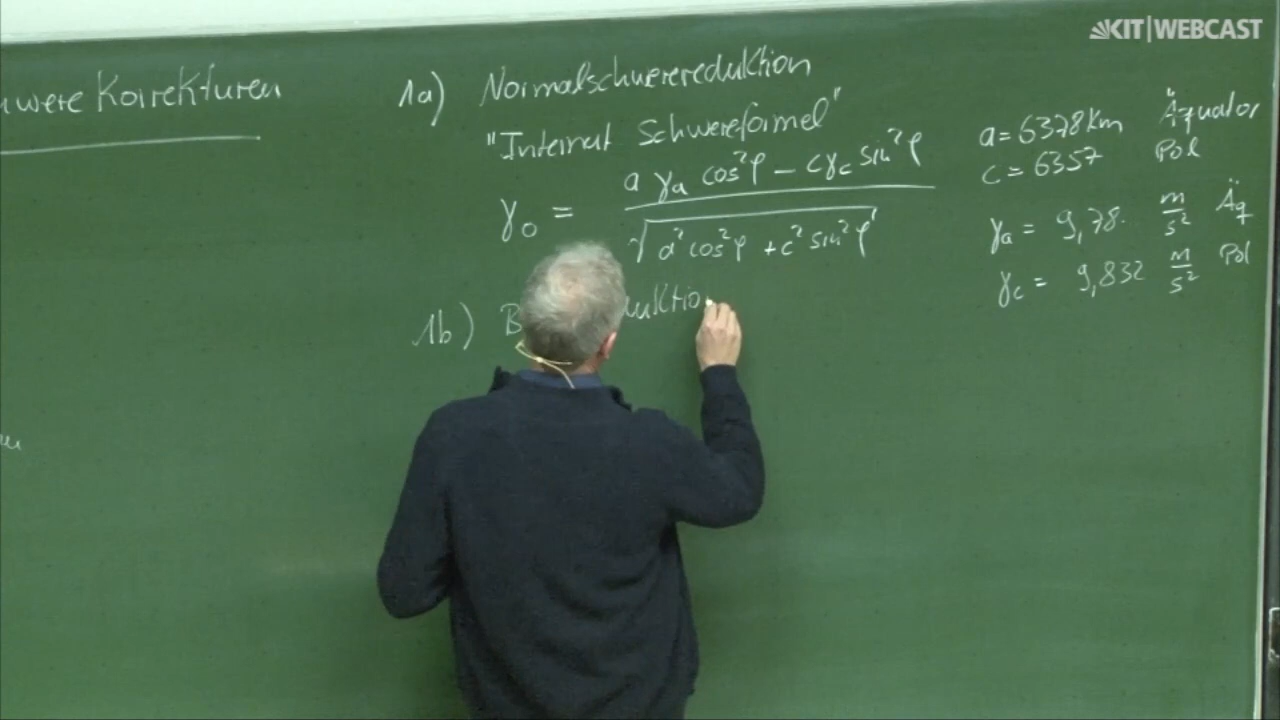 KIT|WEBCAST
were Korrekturen
1a) Normalschwerereduktion
"Internat Schwereformel"
γ₀ = (a γa cos²φ − cγc sin²φ) / √(a² cos²φ + c² sin²φ)
a = 6378 km Äquator
c = 6357 Pol
γa = 9,78 m/s² Äq
γc = 9,832 m/s² Pol
1b)